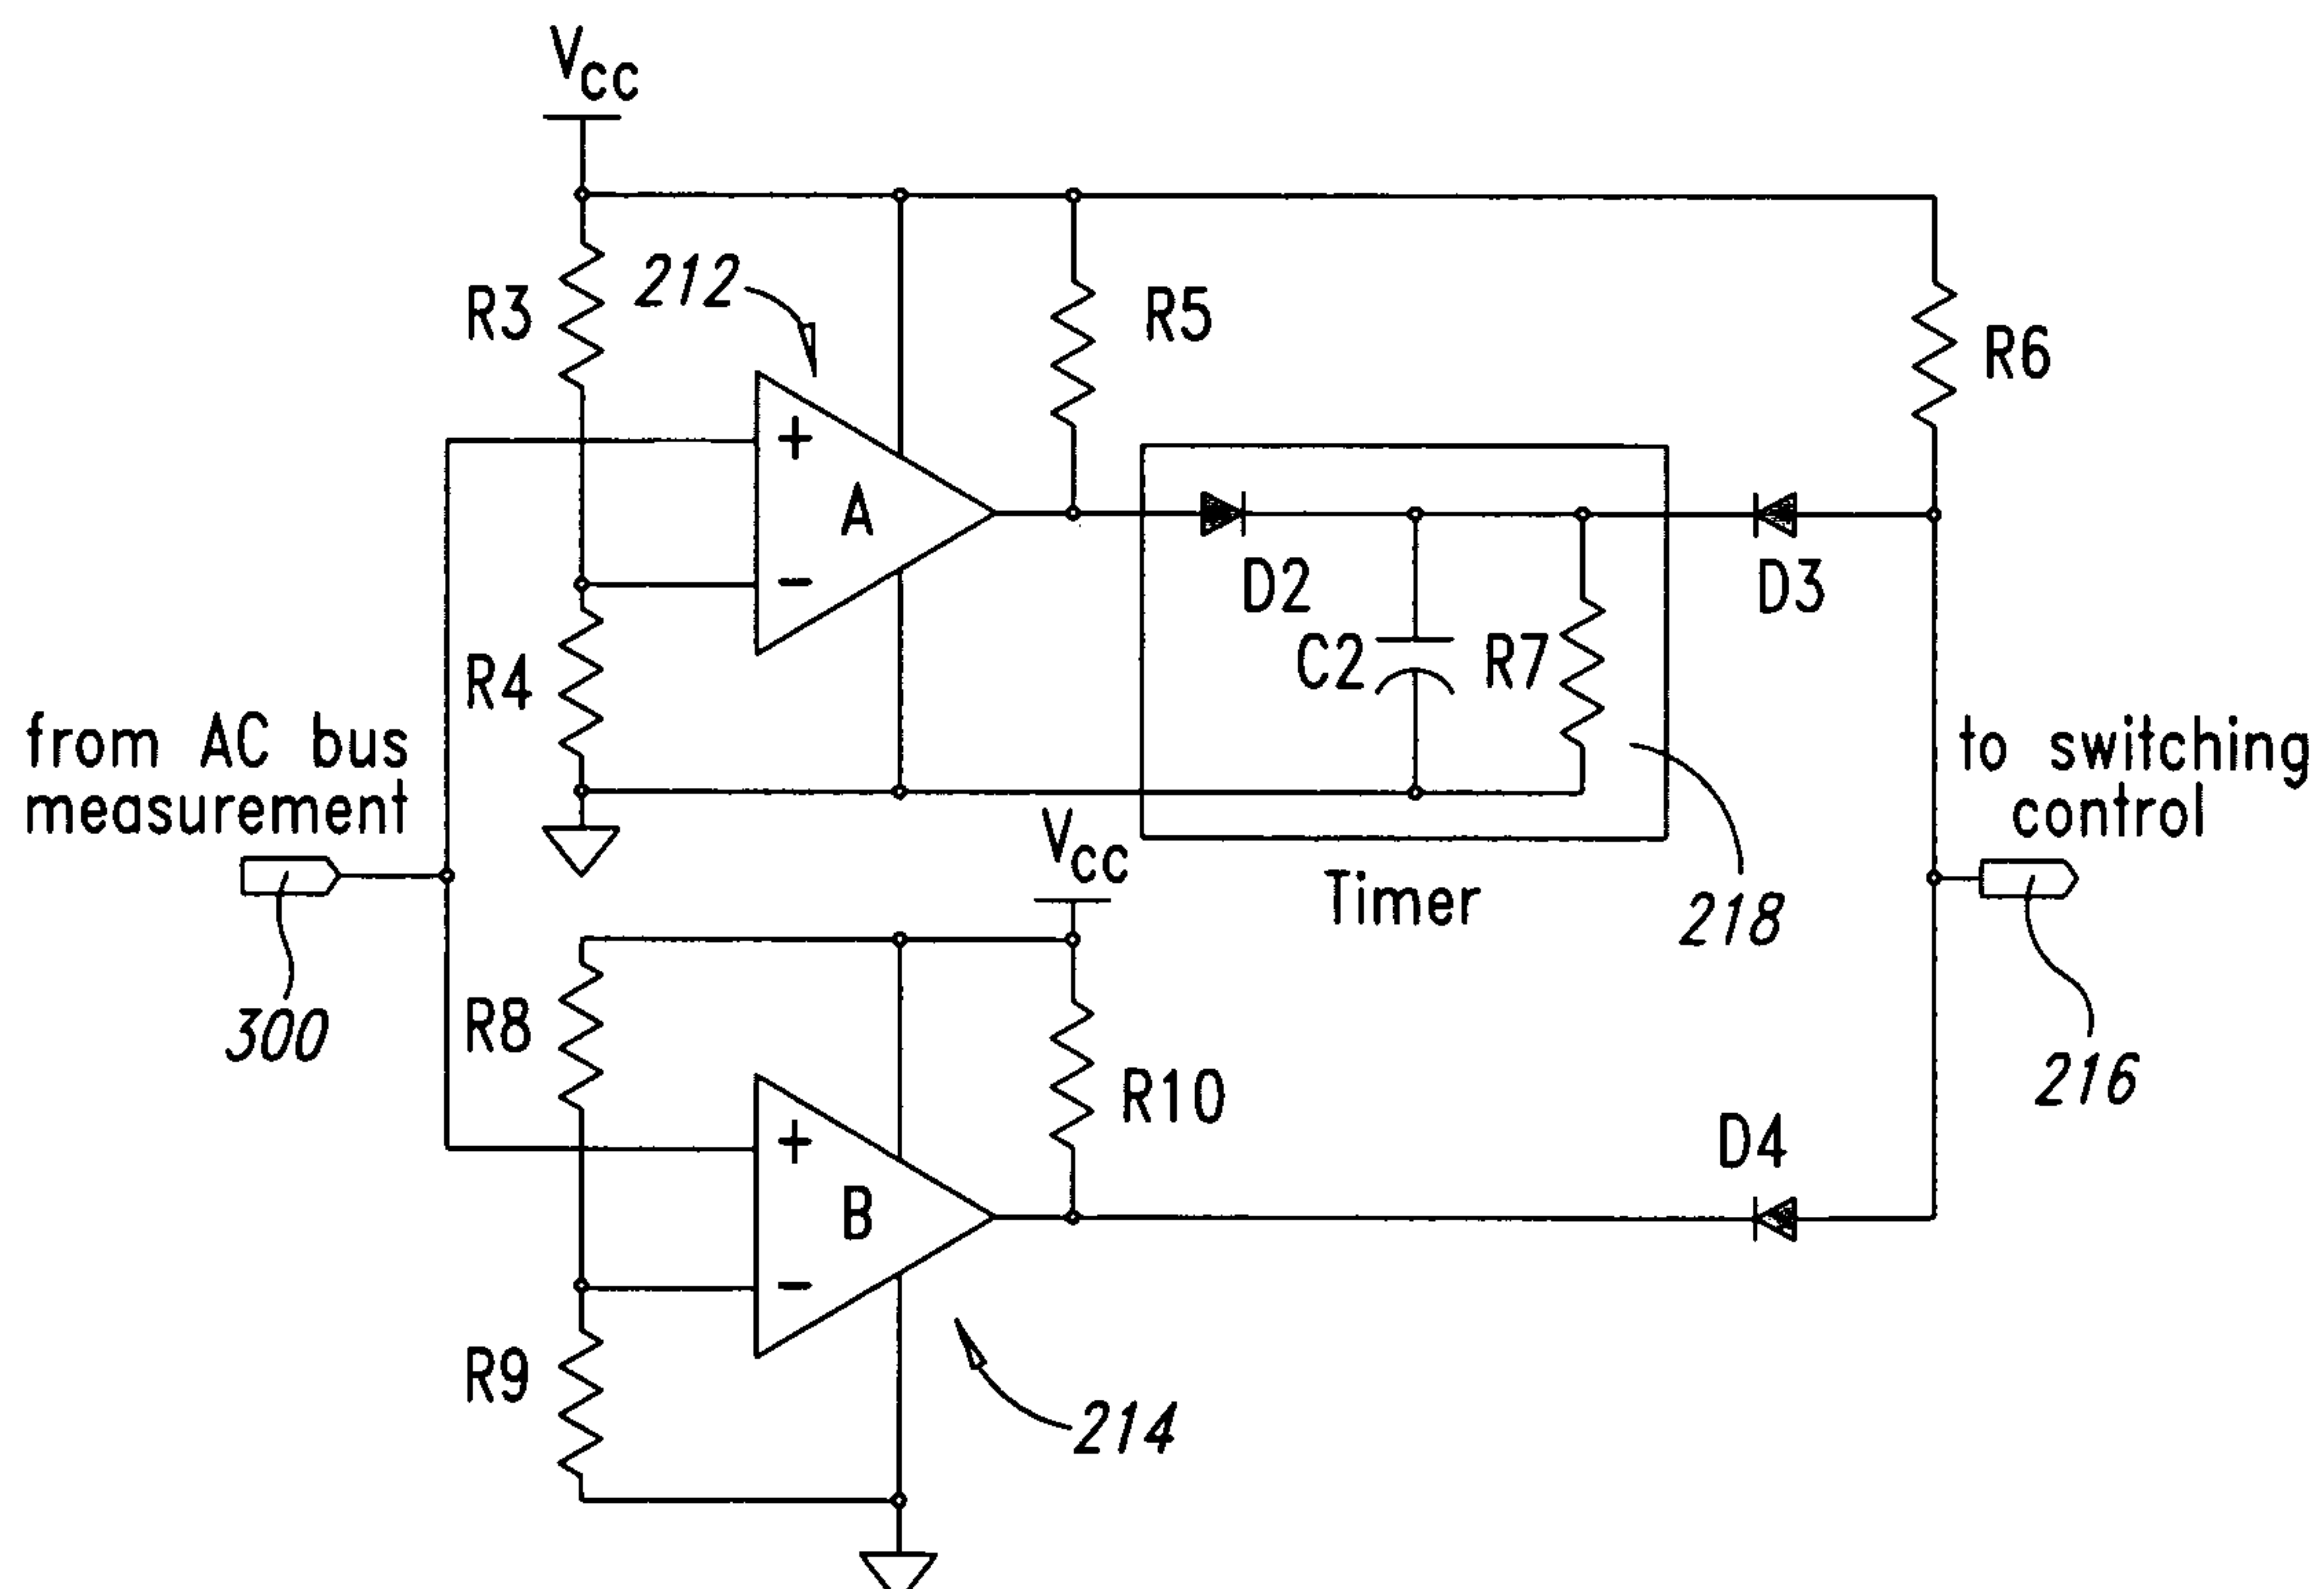 Vcc
R3
212
R5
R6
+
A
−
D2
D3
R4
C2
R7
from AC bus
measurement
to switching
control
Vcc
Timer
218
300
R8
R10
216
+
B
−
D4
R9
214